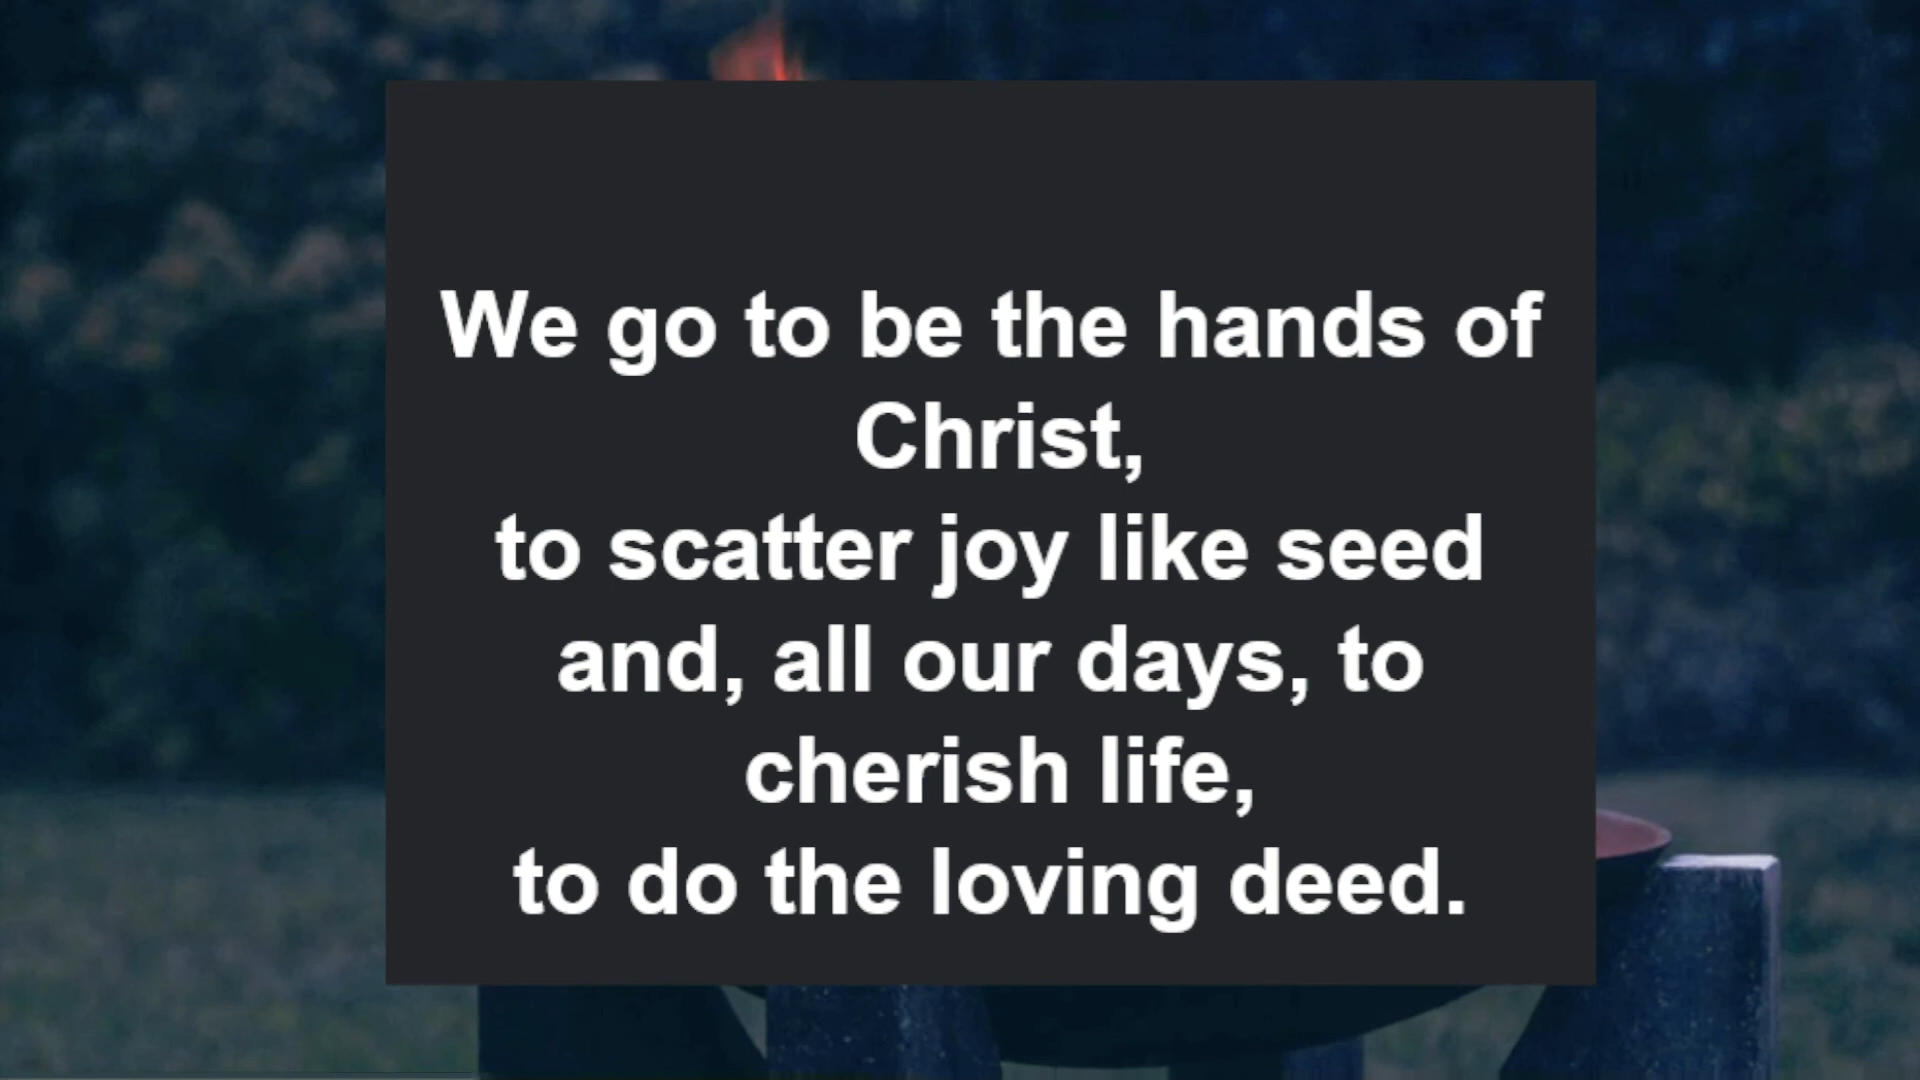 We go to be the hands of
Christ,
to scatter joy like seed
and, all our days, to
cherish life,
to do the loving deed.